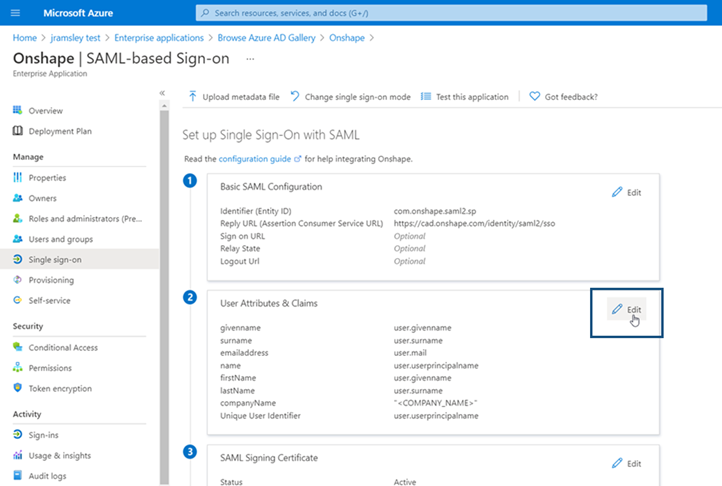 Microsoft Azure
Search resources, services, and docs (G+/)
Home > jramsley test > Enterprise applications > Browse Azure AD Gallery > Onshape >
Onshape | SAML-based Sign-on ...
Enterprise Application
«
Overview
Deployment Plan
Manage
Properties
Owners
Roles and administrators (Pre...
Users and groups
Single sign-on
Provisioning
Self-service
Security
Conditional Access
Permissions
Token encryption
Activity
Sign-ins
Usage & insights
Audit logs
Upload metadata file Change single sign-on mode Test this application Got feedback?
Set up Single Sign-On with SAML
Read the configuration guide for help integrating Onshape.
1
Basic SAML Configuration Edit
Identifier (Entity ID) com.onshape.saml2.sp
Reply URL (Assertion Consumer Service URL) https://cad.onshape.com/identity/saml2/sso
Sign on URL Optional
Relay State Optional
Logout Url Optional
2
User Attributes & Claims Edit
givenname user.givenname
surname user.surname
emailaddress user.mail
name user.userprincipalname
firstName user.givenname
lastName user.surname
companyName "<COMPANY_NAME>"
Unique User Identifier user.userprincipalname
3
SAML Signing Certificate Edit
Status Active